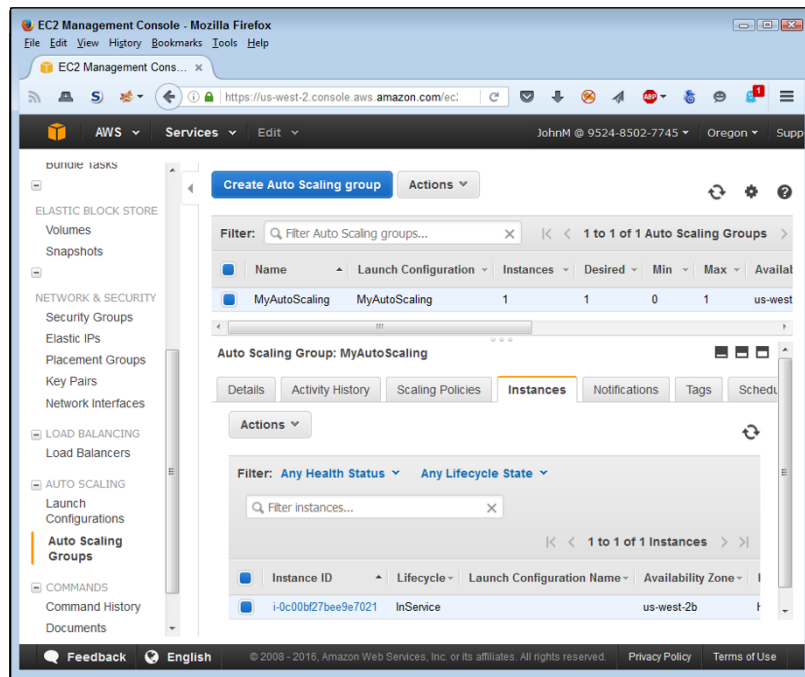 EC2 Management Console - Mozilla Firefox
File Edit View History Bookmarks Tools Help
EC2 Management Cons... ×
https://us-west-2.console.aws.amazon.com/ec
ABP 1
AWS Services Edit JohnM @ 9524-8502-7745 Oregon Supp
Bundle Tasks
ELASTIC BLOCK STORE
Volumes
Snapshots
NETWORK & SECURITY
Security Groups
Elastic IPs
Placement Groups
Key Pairs
Network Interfaces
LOAD BALANCING
Load Balancers
AUTO SCALING
Launch
Configurations
Auto Scaling
Groups
COMMANDS
Command History
Documents
Create Auto Scaling group Actions
Filter: Filter Auto Scaling groups... 1 to 1 of 1 Auto Scaling Groups
Name Launch Configuration Instances Desired Min Max Availab
MyAutoScaling MyAutoScaling 1 1 0 1 us-west
Auto Scaling Group: MyAutoScaling
Details Activity History Scaling Policies Instances Notifications Tags Schedu
Actions
Filter: Any Health Status Any Lifecycle State
Filter instances...
1 to 1 of 1 Instances
Instance ID Lifecycle Launch Configuration Name Availability Zone
i-0c00bf27bee9e7021 InService us-west-2b
Feedback English © 2008 - 2016, Amazon Web Services, Inc. or its affiliates. All rights reserved. Privacy Policy Terms of Use